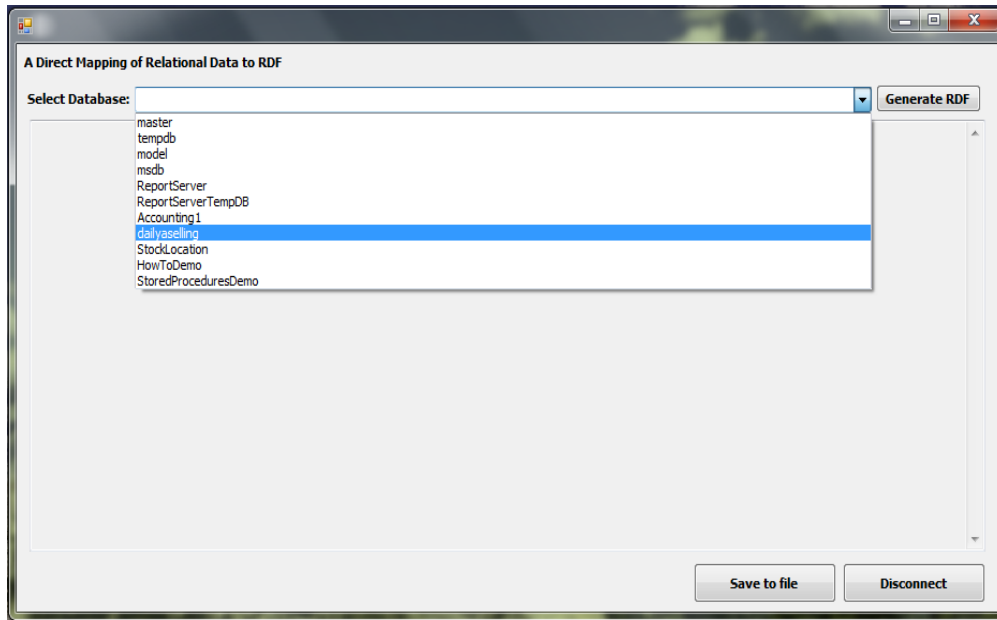 A Direct Mapping of Relational Data to RDF
Select Database: Generate RDF
master
tempdb
model
msdb
ReportServer
ReportServerTempDB
Accounting1
dailyaselling
StockLocation
HowToDemo
StoredProceduresDemo
Save to file Disconnect